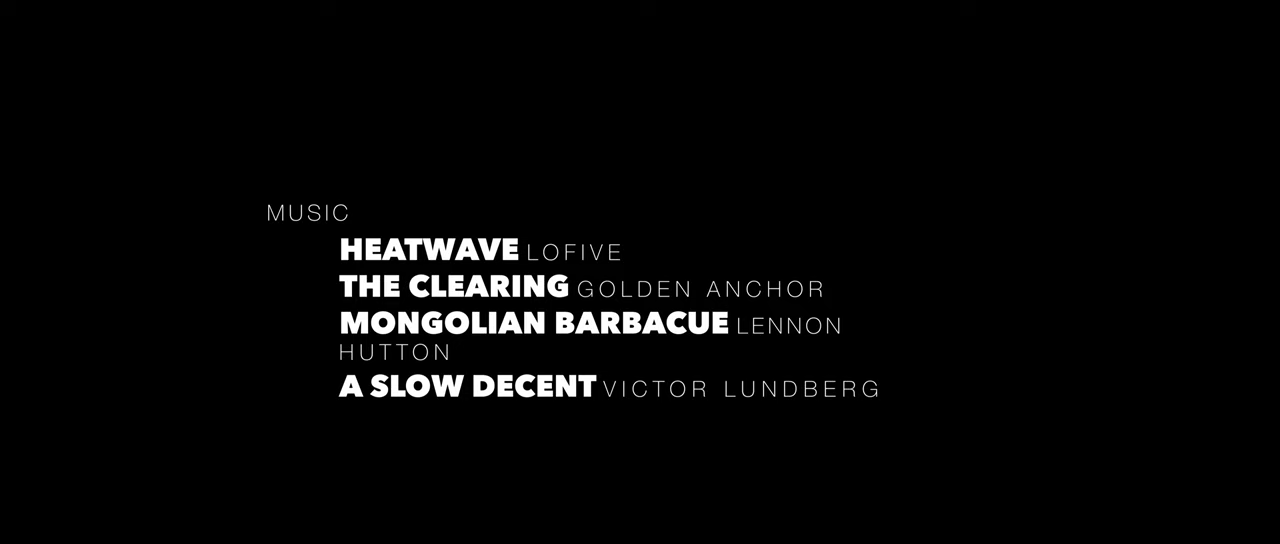 MUSIC
HEATWAVE LOFIVE
THE CLEARING GOLDEN ANCHOR
MONGOLIAN BARBACUE LENNON
HUTTON
A SLOW DECENT VICTOR LUNDBERG